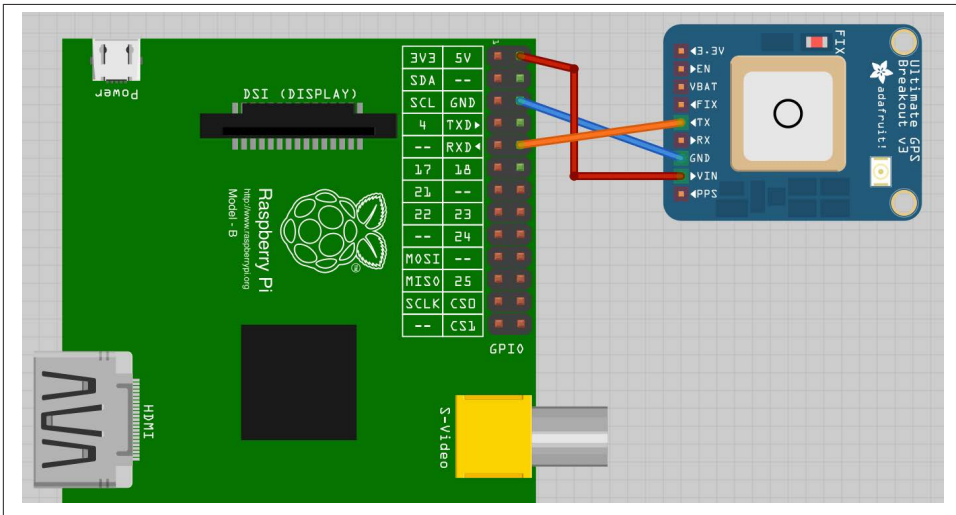 Power
DSI (DISPLAY)
1
3V3 5V
SDA --
SCL GND
4 TXD▸
-- RXD◂
17 18
21 --
22 23
-- 24
MOSI --
MISO 25
SCLK CS0
-- CS1
GPIO
Raspberry Pi
http://www.raspberrypi.org
Model - B
®
HDMI
S-Video
◂3.3V
▸EN
VBAT
◂FIX
◂TX
▸RX
GND
▸VIN
◂PPS
FIX
Ultimate GPS
Breakout v3
adafruit!